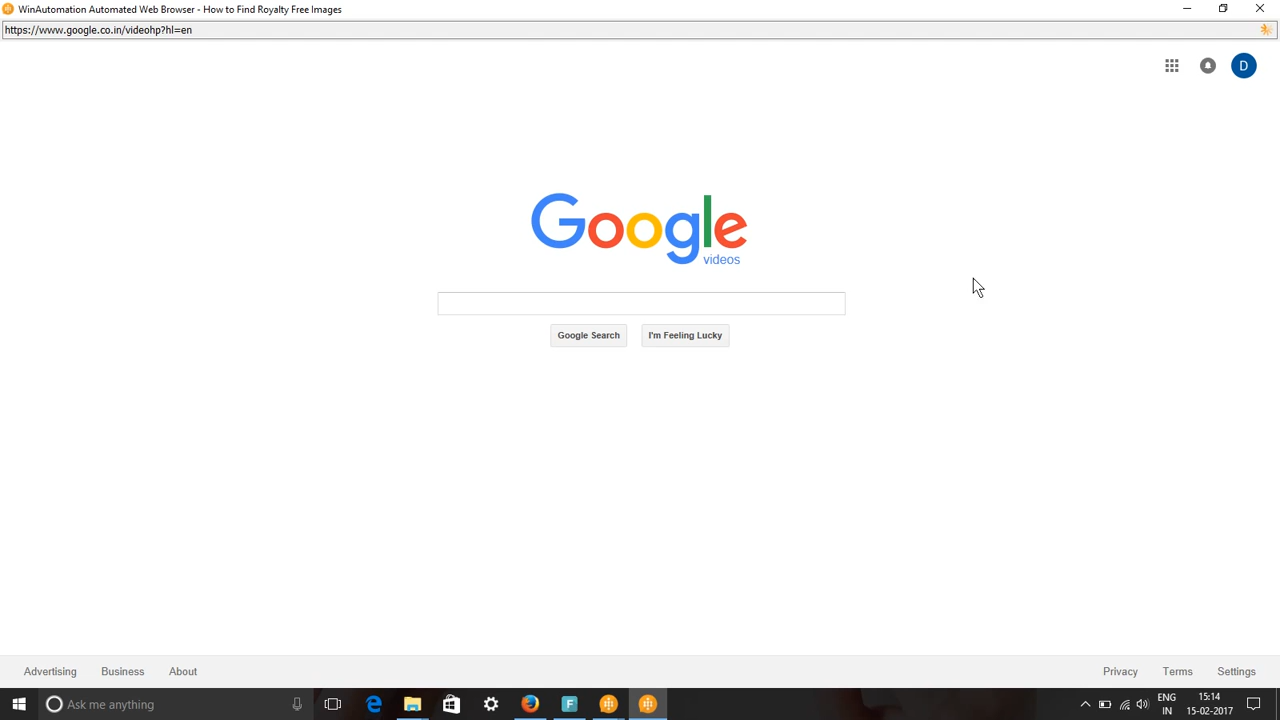 WinAutomation Automated Web Browser - How to Find Royalty Free Images
https://www.google.co.in/videohp?hl=en
D
Google
videos
Google Search
I'm Feeling Lucky
Advertising
Business
About
Privacy
Terms
Settings
Ask me anything
F
ENG
IN
15:14
15-02-2017